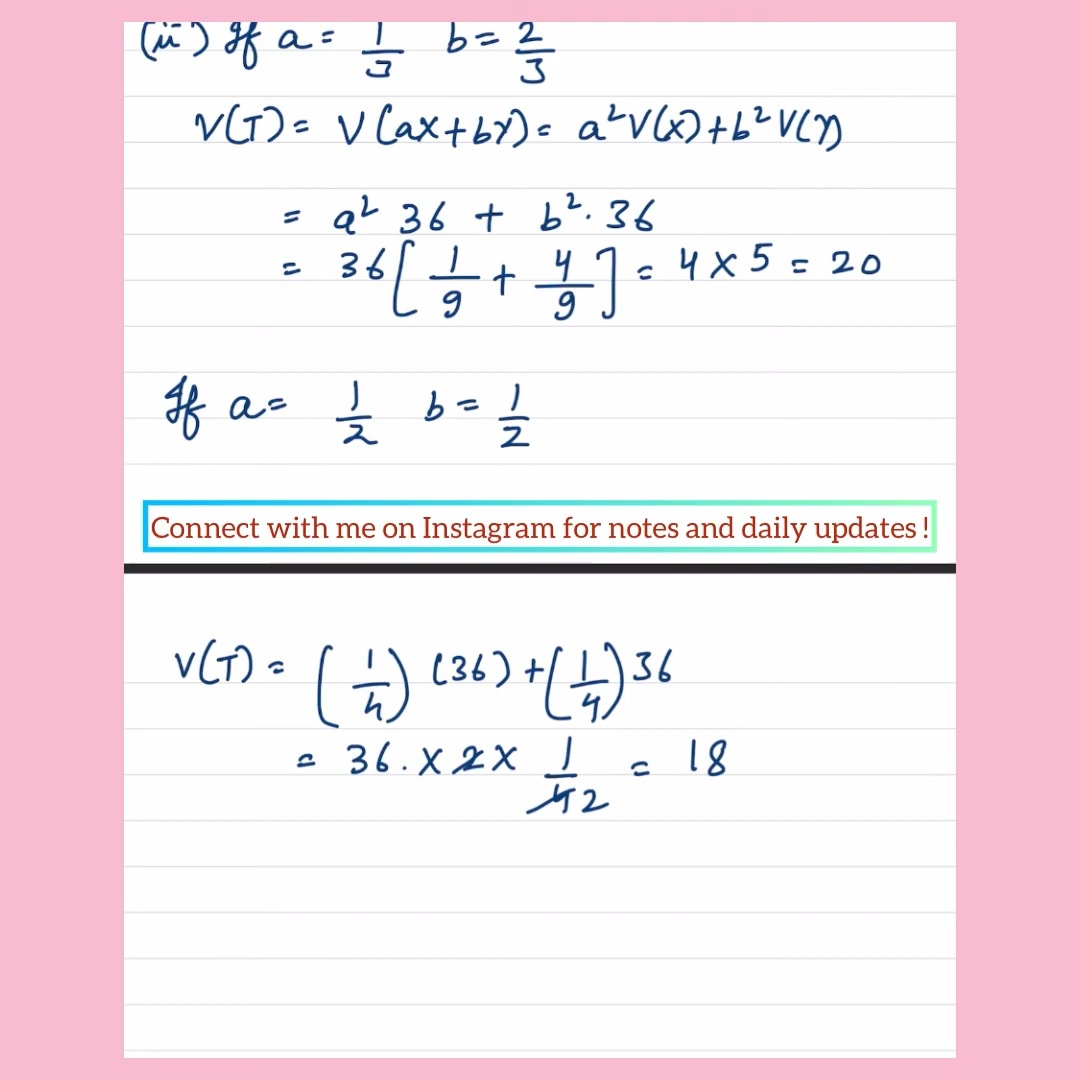 (ii) If a = 1/3 b = 2/3
V(T) = V(ax+bY) = a²V(x)+b²V(Y)
= a² 36 + b². 36
= 36 [ 1/9 + 4/9 ] = 4 x 5 = 20
If a = 1/2 b = 1/2
Connect with me on Instagram for notes and daily updates !
V(T) = (1/4) (36) + (1/4) 36
= 36. x 2 x 1/4 2 = 18